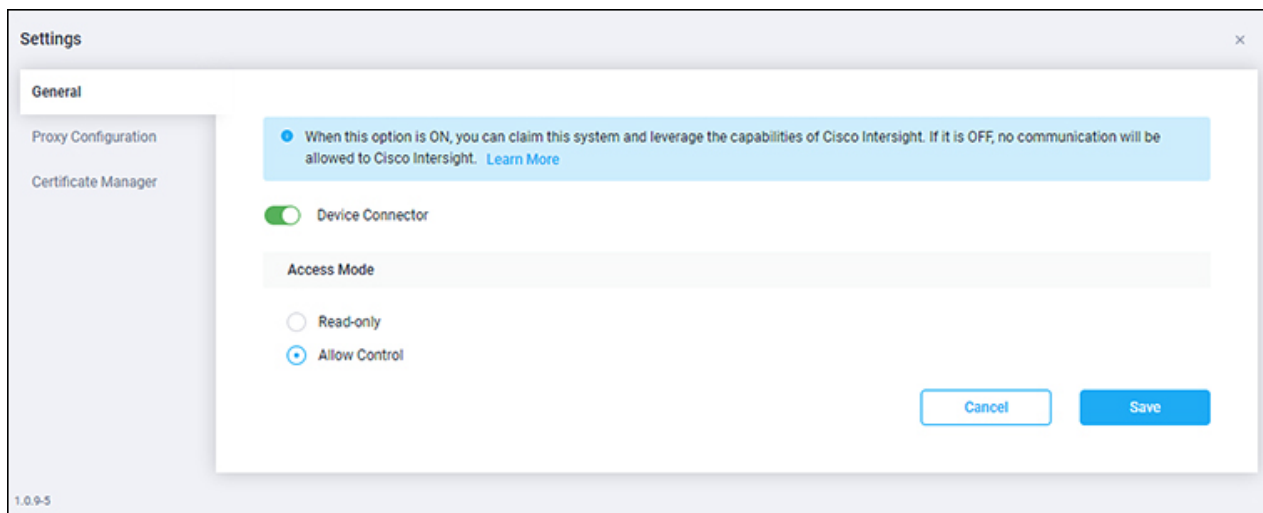 Settings
General
Proxy Configuration
Certificate Manager
When this option is ON, you can claim this system and leverage the capabilities of Cisco Intersight. If it is OFF, no communication will be
allowed to Cisco Intersight. Learn More
Device Connector
Access Mode
Read-only
Allow Control
Cancel Save
1.0.9-5